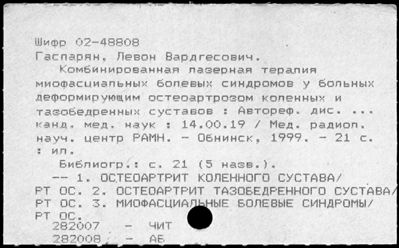 Шифр 02-48808
Гаспарян, Левон Вардгесович.
Комбинированная лазерная терапия
миофасциальных болевых синдромов у больных
деформирующим остеоартрозом коленных и
тазобедренных суставов : Автореф. дис. ...
канд. мед. наук : 14.00.19 / Мед. радиол.
науч. центр РАМН. - Обнинск, 1999. - 21 с.
: ил.
Библиогр.: с. 21 (5 назв.).
-- 1. ОСТЕОАРТРИТ КОЛЕННОГО СУСТАВА/
РТ ОС. 2. ОСТЕОАРТРИТ ТАЗОБЕДРЕННОГО СУСТАВА/
РТ ОС. 3. МИОФАСЦИАЛЬНЫЕ БОЛЕВЫЕ СИНДРОМЫ/
РТ ОС.
282007 - ЧИТ
282008 - АБ